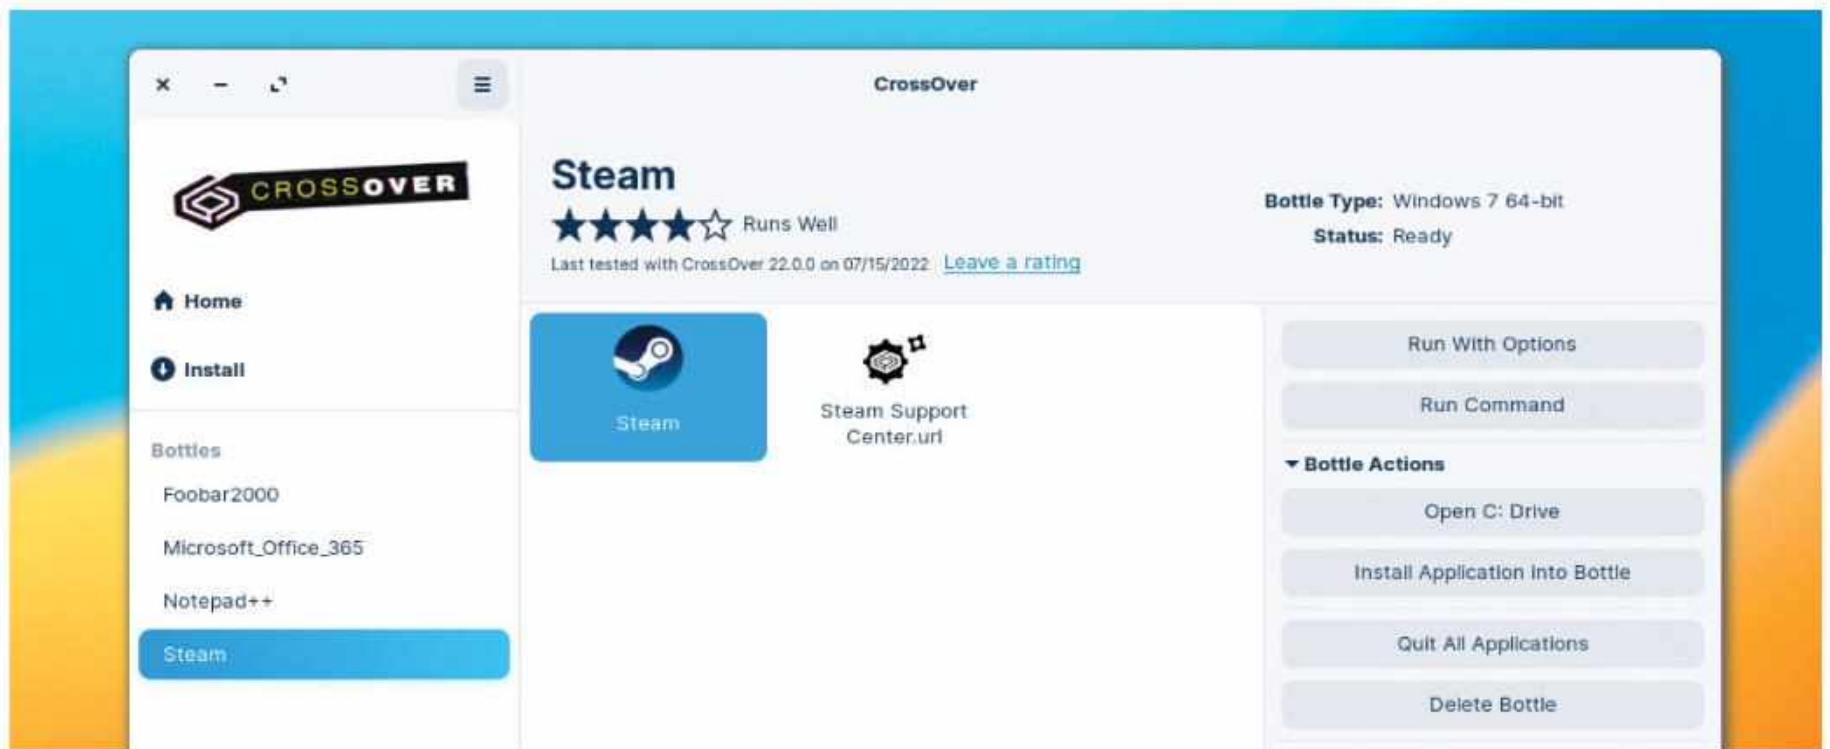 CrossOver
CROSSOVER
Home
Install
Bottles
Foobar2000
Microsoft_Office_365
Notepad++
Steam
Steam
Runs Well
Last tested with CrossOver 22.0.0 on 07/15/2022 Leave a rating
Bottle Type: Windows 7 64-bit
Status: Ready
Steam
Steam Support
Center.url
Run With Options
Run Command
Bottle Actions
Open C: Drive
Install Application into Bottle
Quit All Applications
Delete Bottle